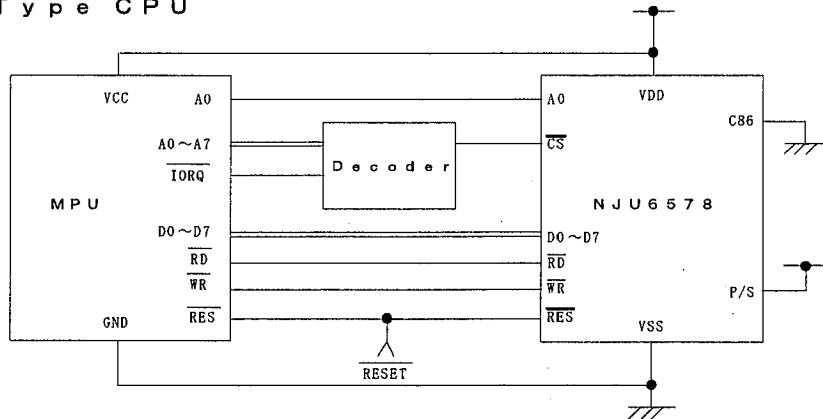 Type CPU
VCC
A0
A0
VDD
C86
A0~A7
CS
IORQ
Decoder
MPU
NJU6578
D0~D7
D0~D7
RD
RD
WR
WR
P/S
RES
RES
GND
VSS
RESET